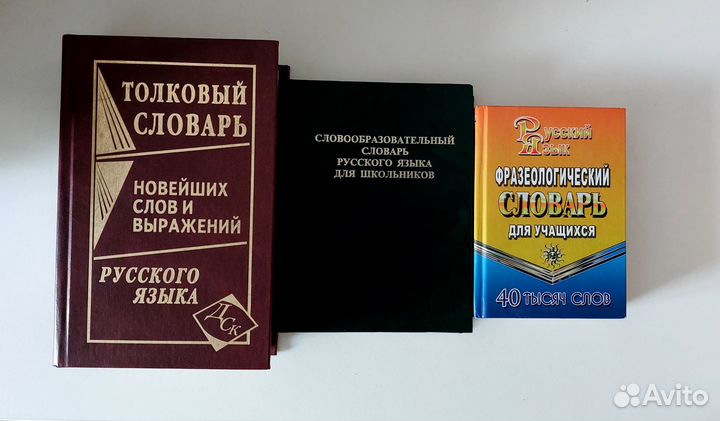 ТОЛКОВЫЙ
СЛОВАРЬ
НОВЕЙШИХ
СЛОВ И
ВЫРАЖЕНИЙ
РУССКОГО
ЯЗЫКА
ДСК
СЛОВООБРАЗОВАТЕЛЬНЫЙ
СЛОВАРЬ
РУССКОГО ЯЗЫКА
ДЛЯ ШКОЛЬНИКОВ
Русский
Язык
ФРАЗЕОЛОГИЧЕСКИЙ
СЛОВАРЬ
ДЛЯ УЧАЩИХСЯ
40 ТЫСЯЧ СЛОВ
Avito